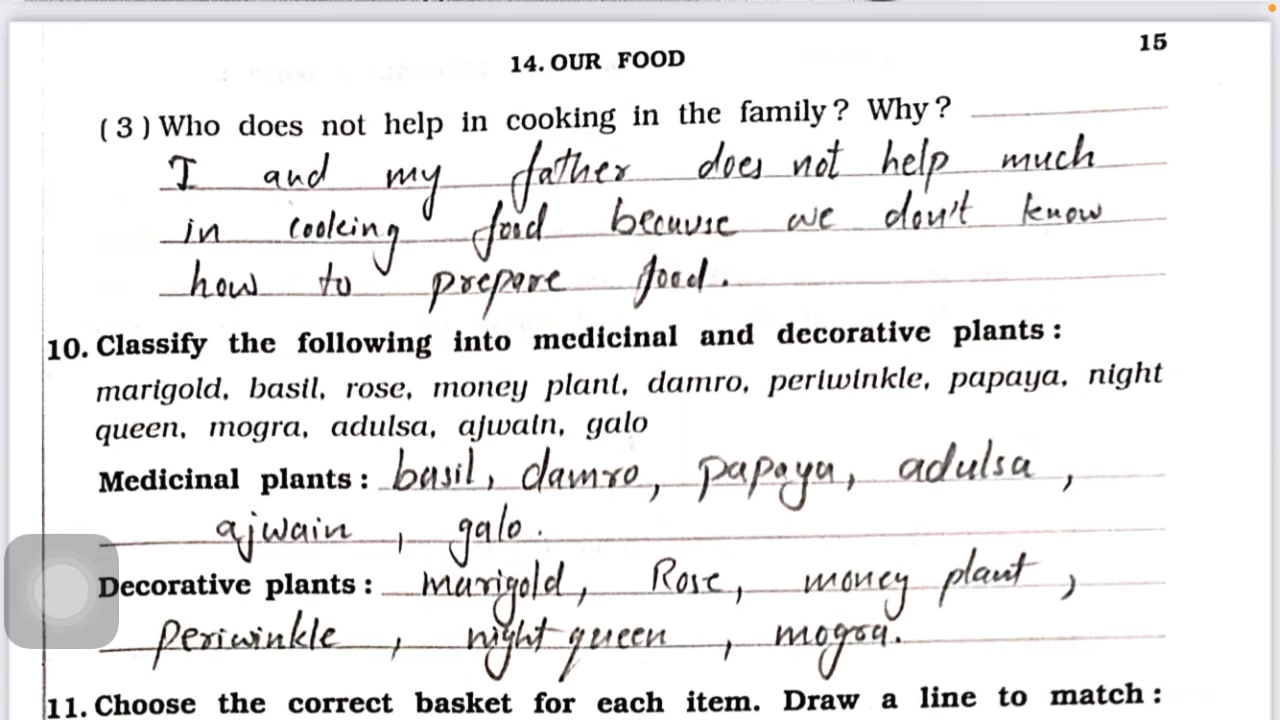 15
14. OUR FOOD
(3) Who does not help in cooking in the family? Why?
I and my father does not help much
in cooking food because we don't know
how to prepare food.
10. Classify the following into medicinal and decorative plants:
marigold, basil, rose, money plant, damro, periwinkle, papaya, night
queen, mogra, adulsa, ajwain, galo
Medicinal plants: basil, damro, papaya, adulsa,
ajwain, galo.
Decorative plants: marigold, Rose, money plant,
Periwinkle, night queen, mogra.
11. Choose the correct basket for each item. Draw a line to match: